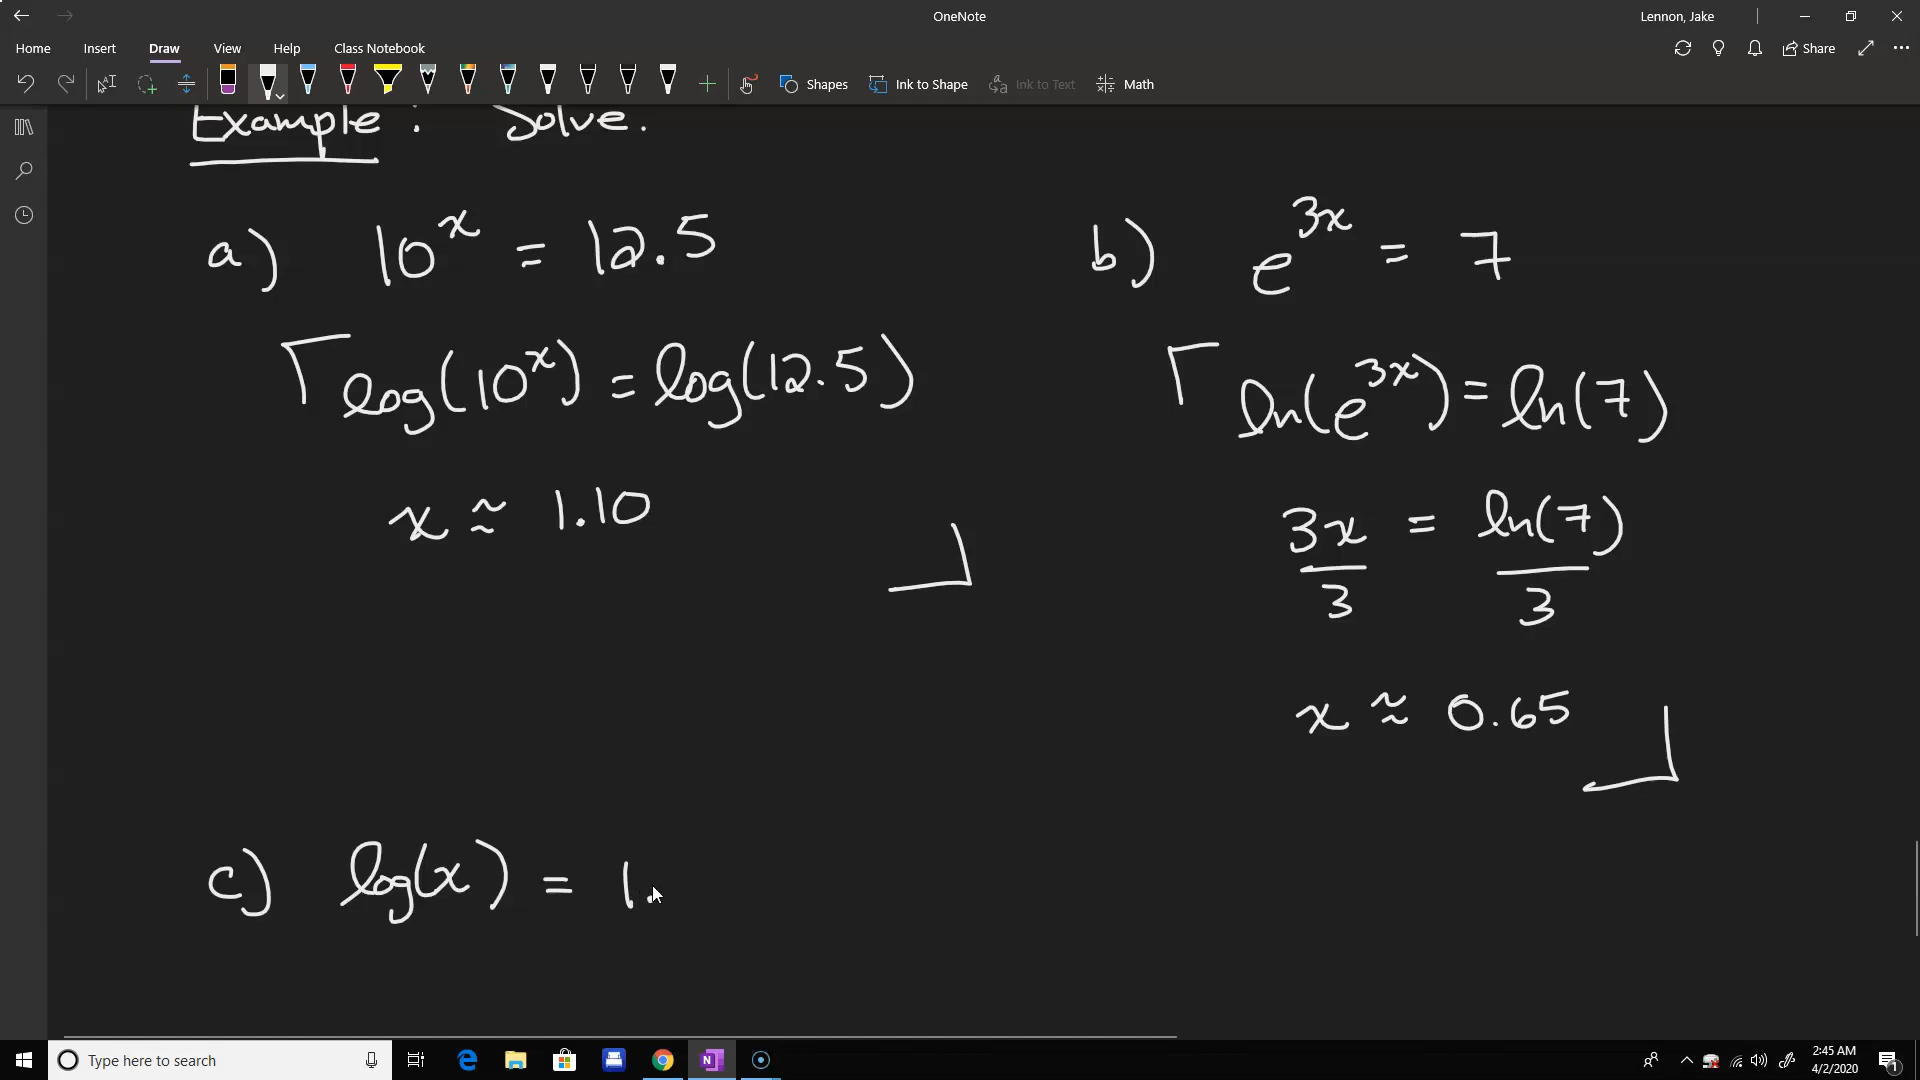 OneNote
Lennon, Jake
Home Insert Draw View Help Class Notebook
Share
Shapes Ink to Shape Ink to Text Math
Example: Solve.
a) 10^x = 12.5
log(10^x) = log(12.5)
x ≈ 1.10
b) e^{3x} = 7
ln(e^{3x}) = ln(7)
3x/3 = ln(7)/3
x ≈ 0.65
c) log(x) = 1.
Type here to search
N
2:45 AM
4/2/2020
1